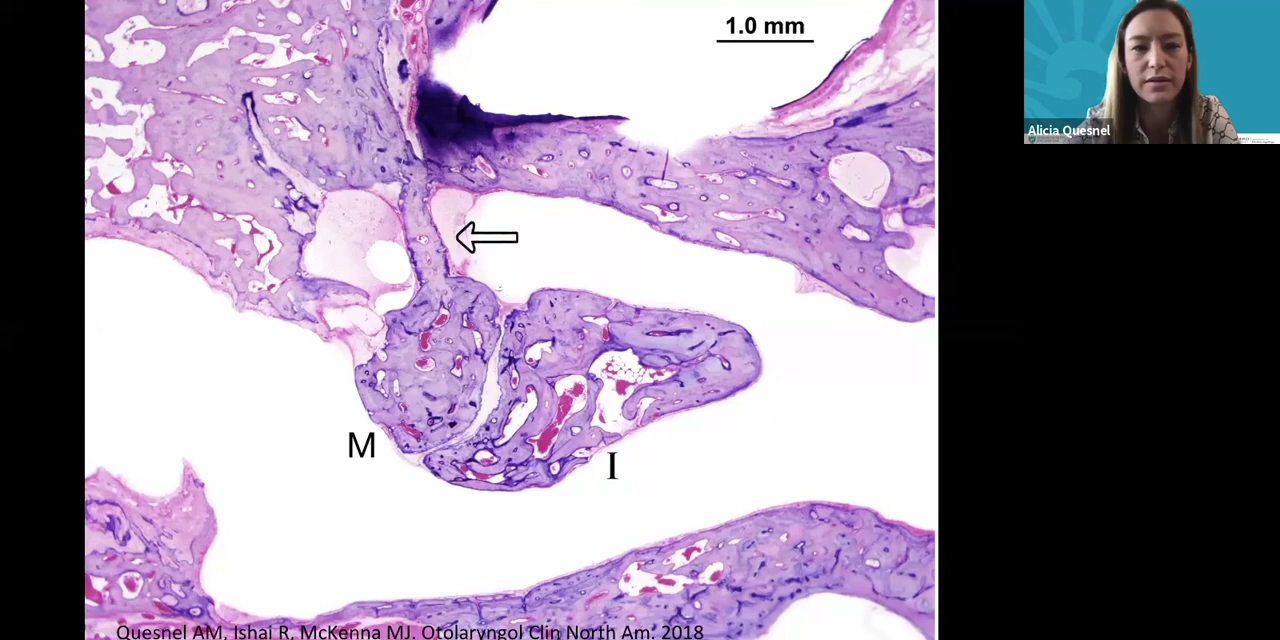 1.0 mm
Alicia Quesnel
M
I
Quesnel AM, Ishai R, McKenna MJ. Otolaryngol Clin North Am. 2018